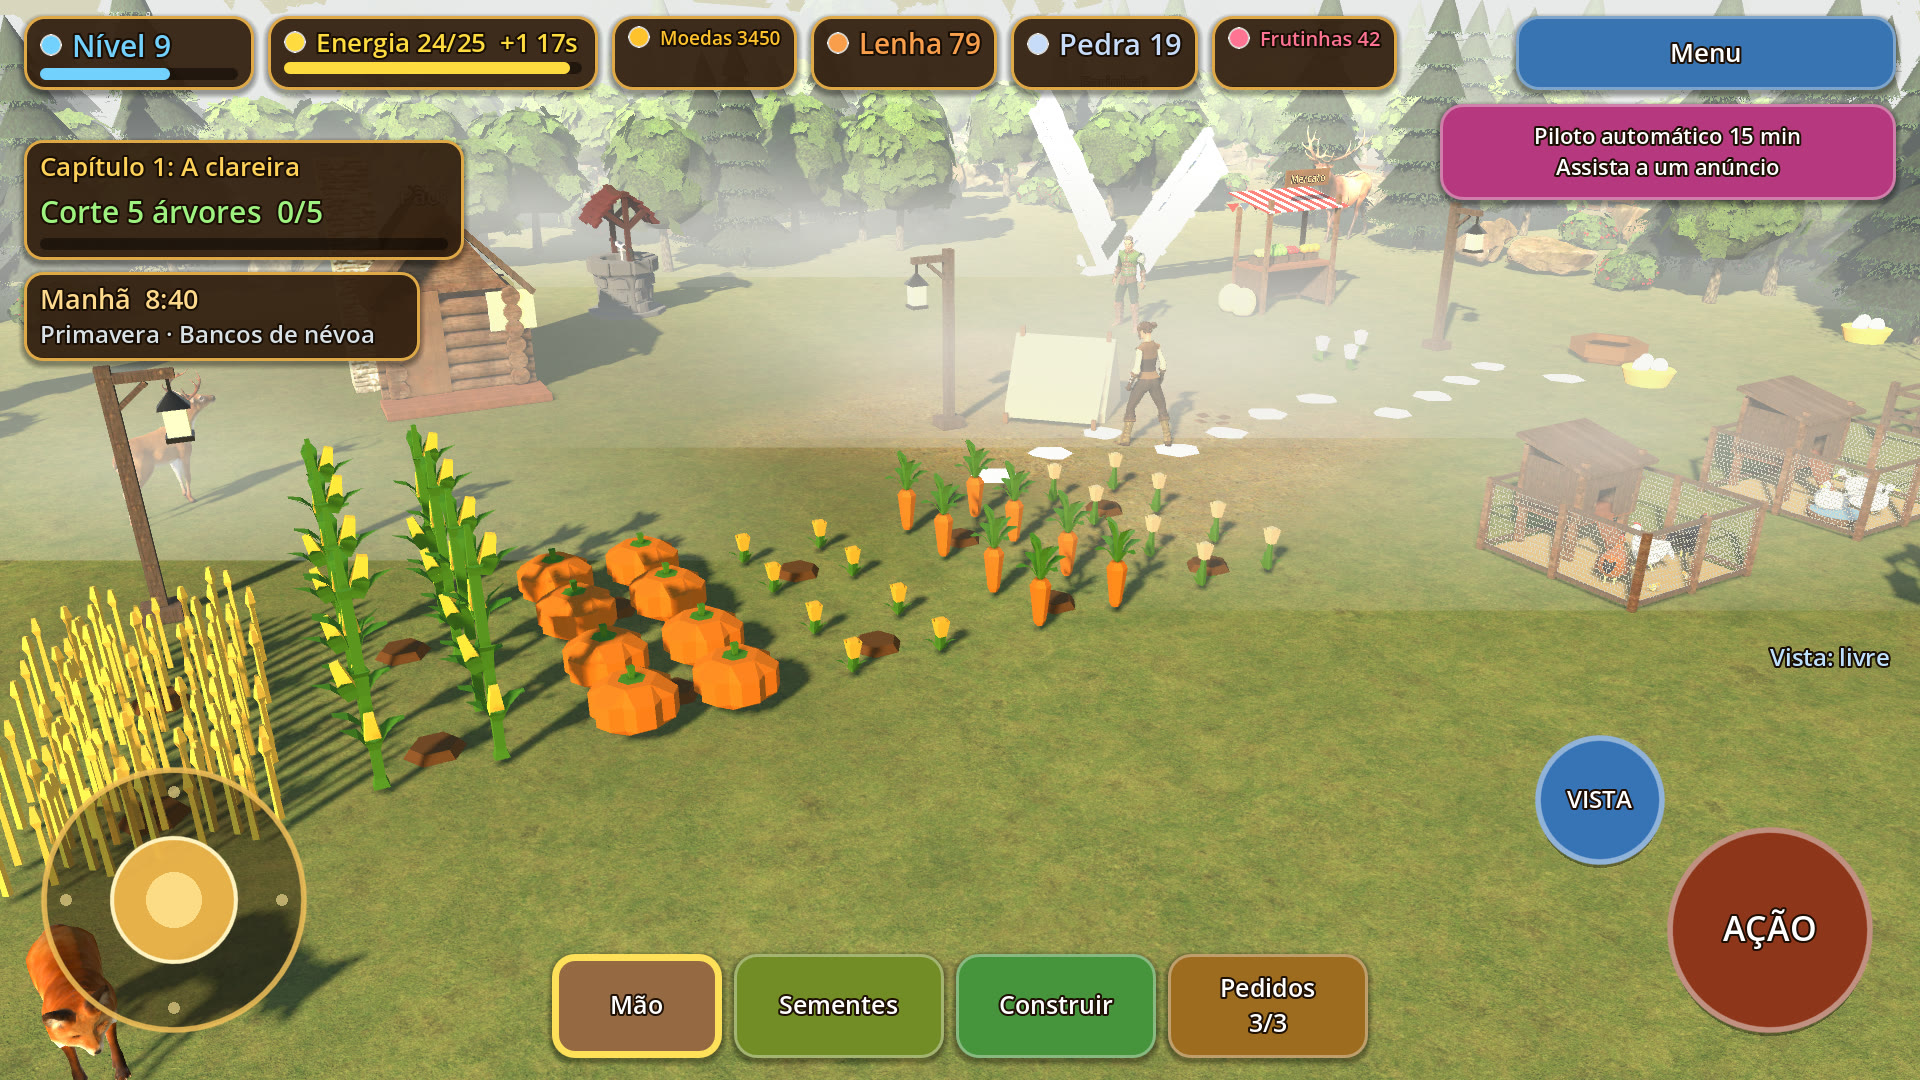 Nível 9
Energia 24/25 +1 17s
Moedas 3450
Lenha 79
Pedra 19
Frutinhas 42
Menu
Piloto automático 15 min
Assista a um anúncio
Capítulo 1: A clareira
Corte 5 árvores 0/5
Manhã 8:40
Primavera · Bancos de névoa
Mercato
Vista: livre
VISTA
AÇÃO
Mão
Sementes
Construir
Pedidos
3/3